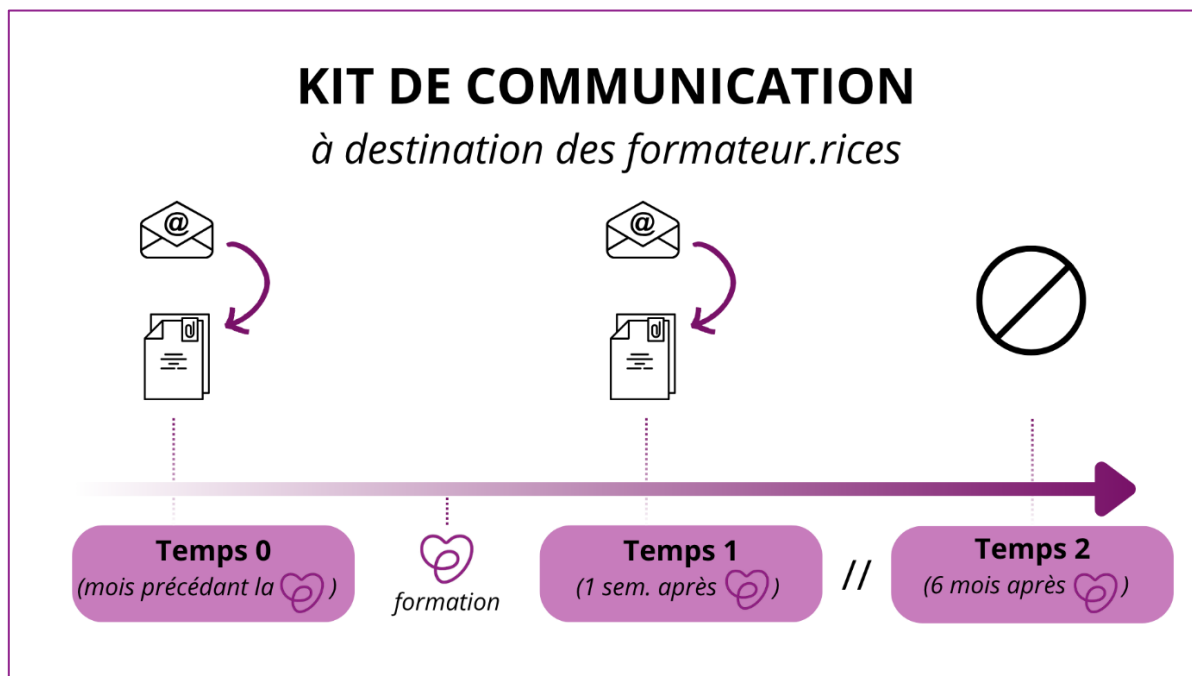 KIT DE COMMUNICATION
à destination des formateur.rices
@
@
Temps 0
(mois précédant la )
formation
Temps 1
(1 sem. après )
//
Temps 2
(6 mois après )